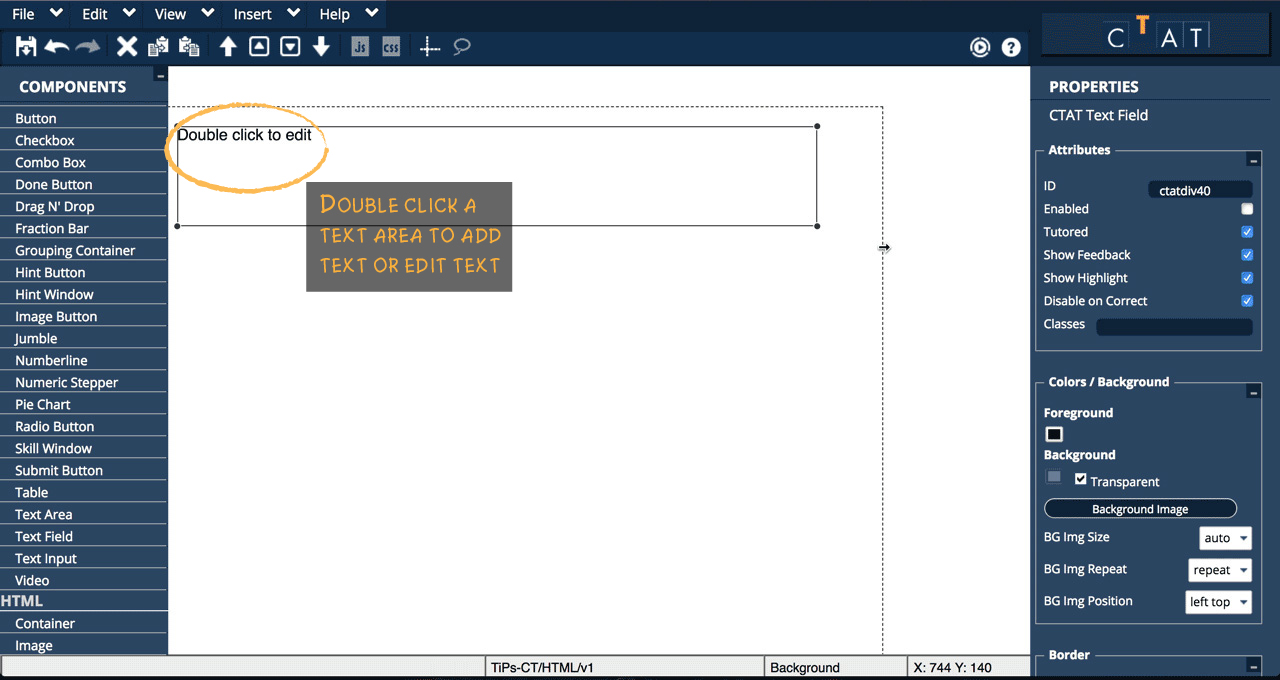 File Edit View Insert Help
Js css
C T A T
COMPONENTS
Button
Checkbox
Combo Box
Done Button
Drag N' Drop
Fraction Bar
Grouping Container
Hint Button
Hint Window
Image Button
Jumble
Numberline
Numeric Stepper
Pie Chart
Radio Button
Skill Window
Submit Button
Table
Text Area
Text Field
Text Input
Video
HTML
Container
Image
Double click to edit
DOUBLE CLICK A
TEXT AREA TO ADD
TEXT OR EDIT TEXT
TiPs-CT/HTML/v1
Background
X: 744 Y: 140
PROPERTIES
CTAT Text Field
Attributes
ID ctatdiv40
Enabled
Tutored
Show Feedback
Show Highlight
Disable on Correct
Classes
Colors / Background
Foreground
Background
Transparent
Background Image
BG Img Size auto
BG Img Repeat repeat
BG Img Position left top
Border